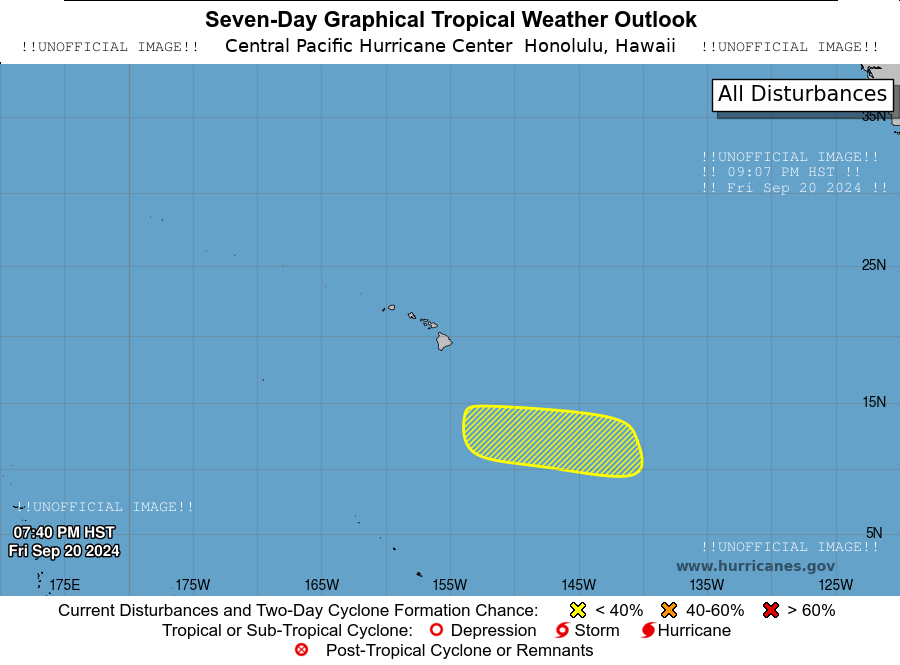 Seven-Day Graphical Tropical Weather Outlook
!!UNOFFICIAL IMAGE!! Central Pacific Hurricane Center Honolulu, Hawaii !!UNOFFICIAL IMAGE!!
All Disturbances
35N
!!UNOFFICIAL IMAGE!!
!! 09:07 PM HST !!
!! Fri Sep 20 2024 !!
25N
15N
!!UNOFFICIAL IMAGE!!
07:40 PM HST
Fri Sep 20 2024
5N
!!UNOFFICIAL IMAGE!!
www.hurricanes.gov
175E 175W 165W 155W 145W 135W 125W
Current Disturbances and Two-Day Cyclone Formation Chance: < 40% 40-60% > 60%
Tropical or Sub-Tropical Cyclone: Depression Storm Hurricane
Post-Tropical Cyclone or Remnants